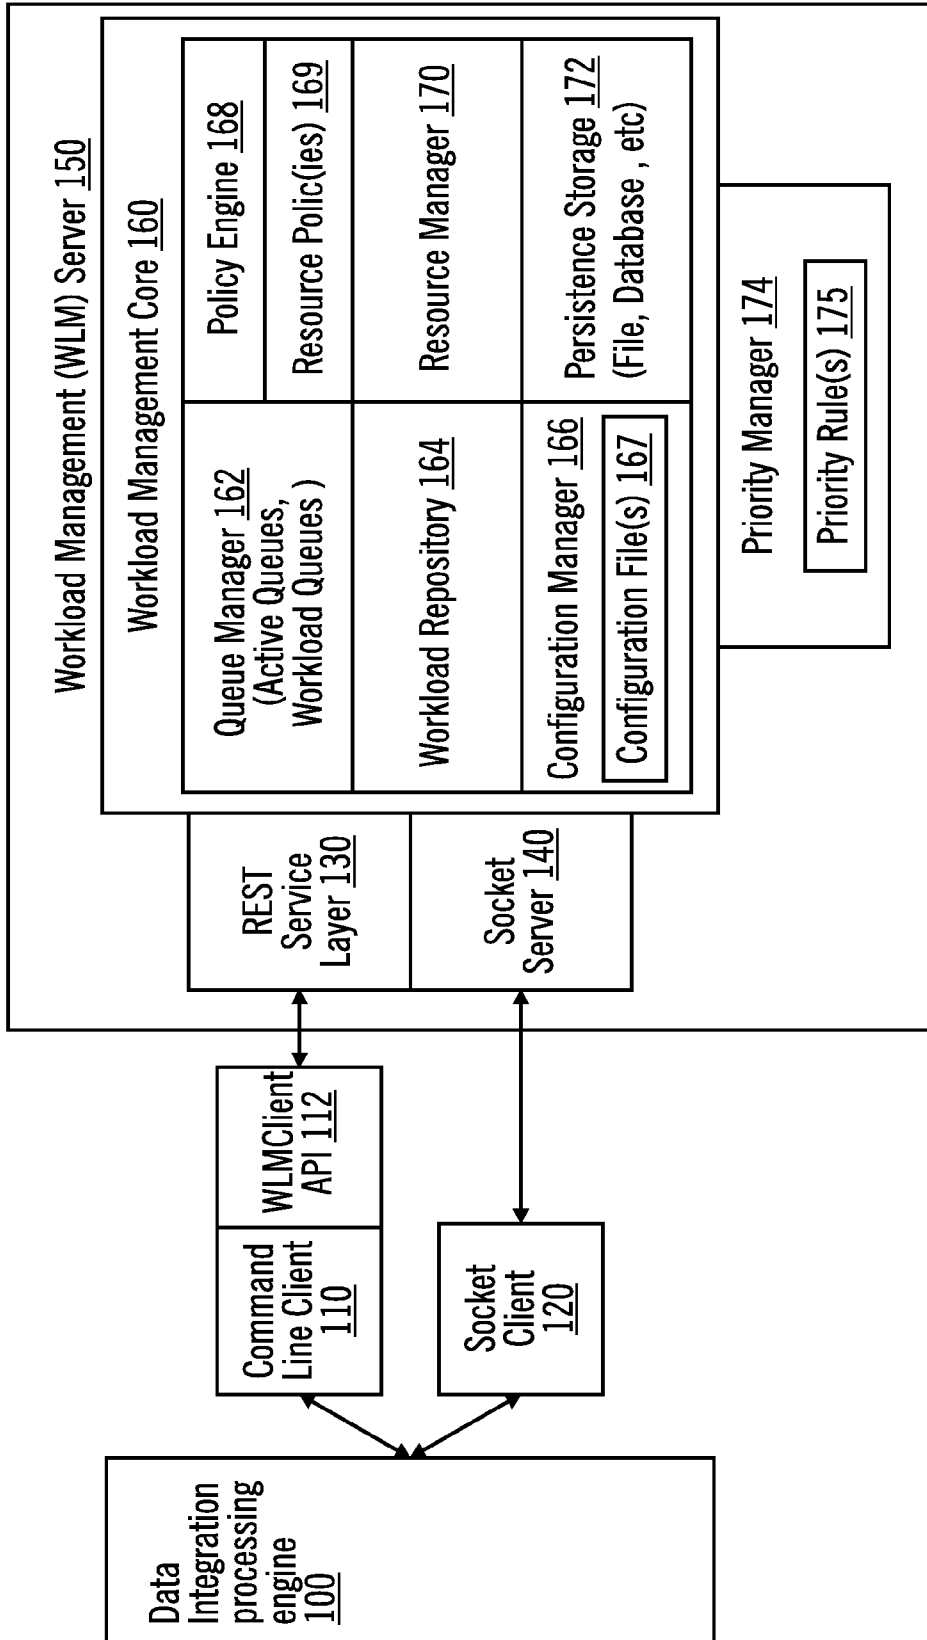 Data
Integration
processing
engine
100
Command
Line Client
110
WLMClient
API 112
Socket
Client
120
Workload Management (WLM) Server 150
REST
Service
Layer 130
Socket
Server 140
Workload Management Core 160
Queue Manager 162
(Active Queues,
Workload Queues )
Policy Engine 168
Resource Polic(ies) 169
Workload Repository 164
Resource Manager 170
Configuration Manager 166
Configuration File(s) 167
Persistence Storage 172
(File, Database , etc)
Priority Manager 174
Priority Rule(s) 175